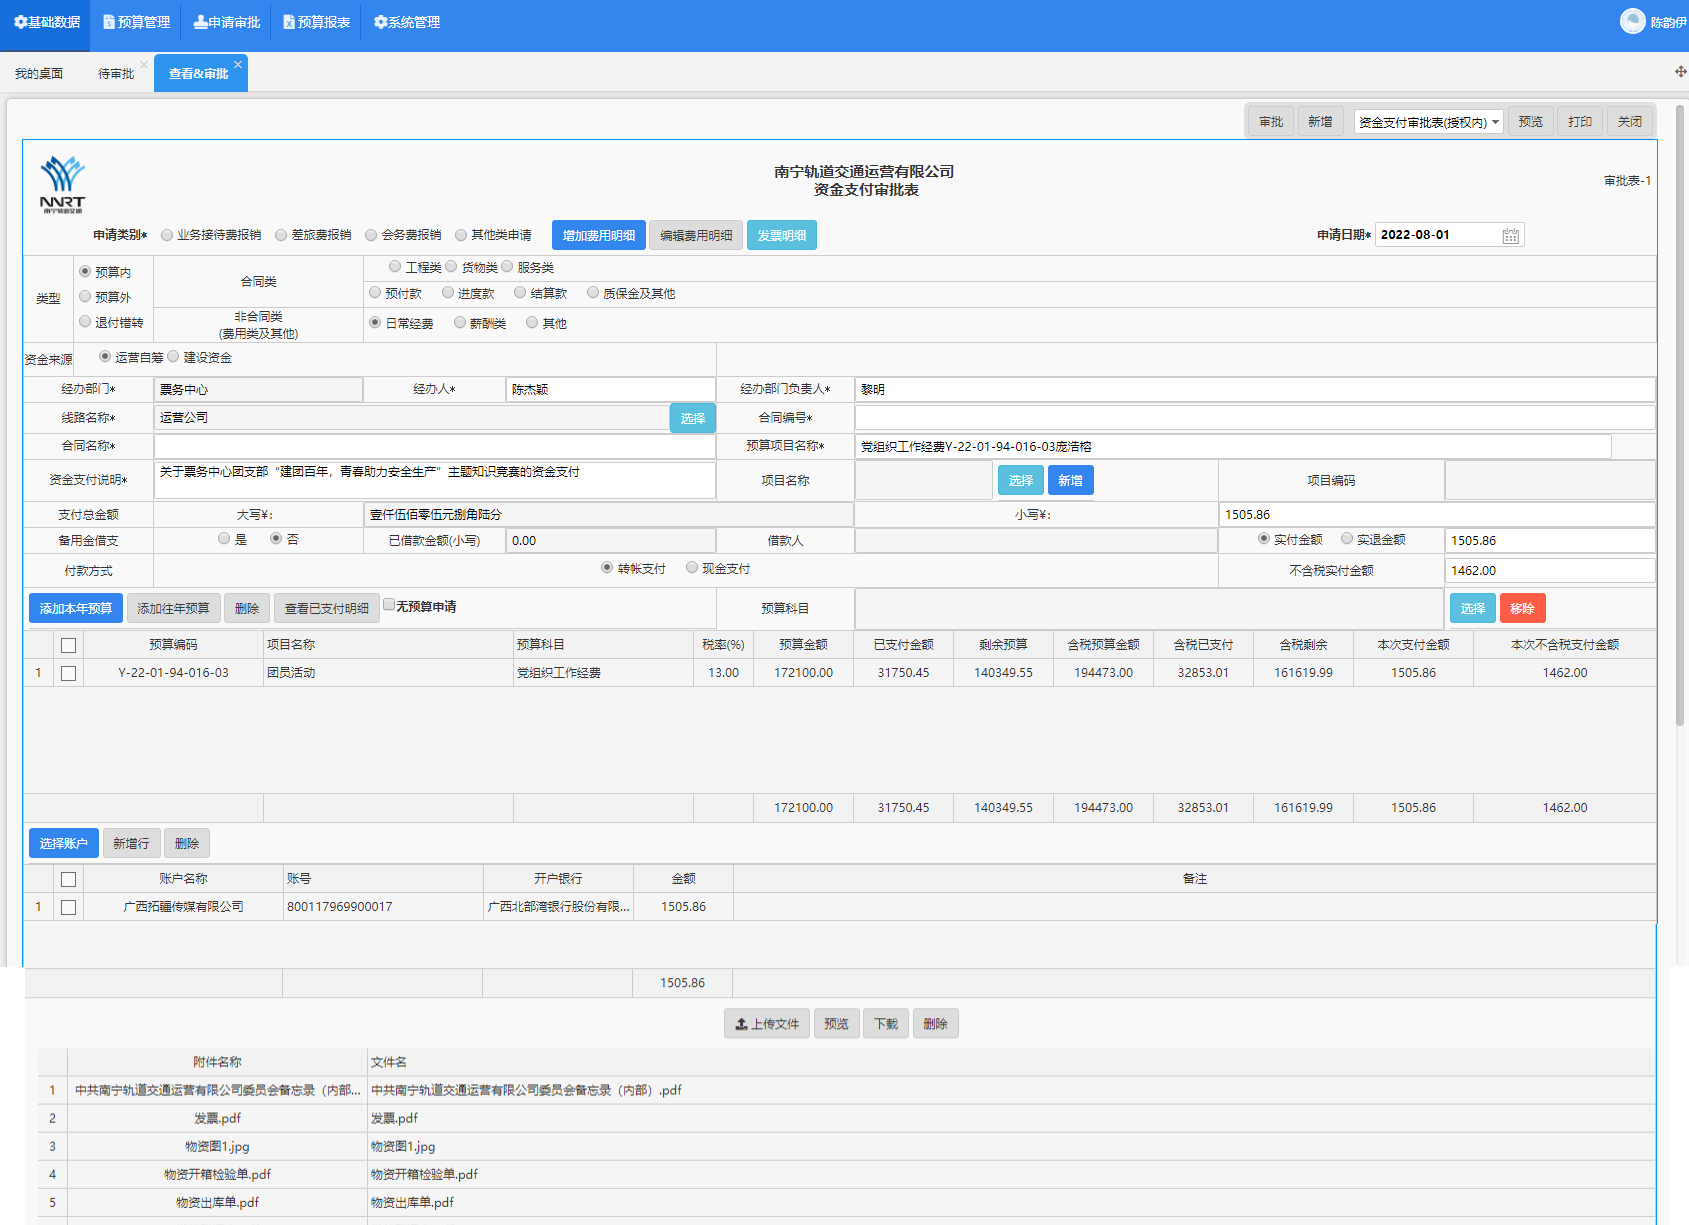 基础数据 预算管理 申请审批 预算报表 系统管理 陈韵伊
我的桌面 待审批 查看&审批
审批 新增 资金支付审批表(授权内) 预览 打印 关闭
NNRT
南宁轨道交通
南宁轨道交通运营有限公司
资金支付审批表
审批表-1
申请类别* 业务接待费报销 差旅费报销 会务费报销 其他类申请 增加费用明细 编辑费用明细 发票明细 申请日期* 2022-08-01
类型 预算内 预算外 退付错转
合同类 工程类 货物类 服务类
预付款 进度款 结算款 质保金及其他
非合同类
(费用类及其他) 日常经费 薪酬类 其他
资金来源 运营自筹 建设资金
经办部门* 票务中心 经办人* 陈杰颖 经办部门负责人* 黎明
线路名称* 运营公司 选择 合同编号*
合同名称* 预算项目名称* 党组织工作经费Y-22-01-94-016-03庞浩榕
资金支付说明* 关于票务中心团支部“建团百年，青春助力安全生产”主题知识竞赛的资金支付 项目名称 选择 新增 项目编码
支付总金额 大写¥: 壹仟伍佰零伍元捌角陆分 小写¥: 1505.86
备用金借支 是 否 已借款金额(小写) 0.00 借款人 实付金额 实退金额 1505.86
付款方式 转帐支付 现金支付 不含税实付金额 1462.00
添加本年预算 添加往年预算 删除 查看已支付明细 无预算申请 预算科目 选择 移除
预算编码 项目名称 预算科目 税率(%) 预算金额 已支付金额 剩余预算 含税预算金额 含税已支付 含税剩余 本次支付金额 本次不含税支付金额
1 Y-22-01-94-016-03 团员活动 党组织工作经费 13.00 172100.00 31750.45 140349.55 194473.00 32853.01 161619.99 1505.86 1462.00
172100.00 31750.45 140349.55 194473.00 32853.01 161619.99 1505.86 1462.00
选择账户 新增行 删除
账户名称 账号 开户银行 金额 备注
1 广西拓疆传媒有限公司 800117969900017 广西北部湾银行股份有限... 1505.86
1505.86
上传文件 预览 下载 删除
附件名称 文件名
1 中共南宁轨道交通运营有限公司委员会备忘录（内部... 中共南宁轨道交通运营有限公司委员会备忘录（内部）.pdf
2 发票.pdf 发票.pdf
3 物资图1.jpg 物资图1.jpg
4 物资开箱检验单.pdf 物资开箱检验单.pdf
5 物资出库单.pdf 物资出库单.pdf